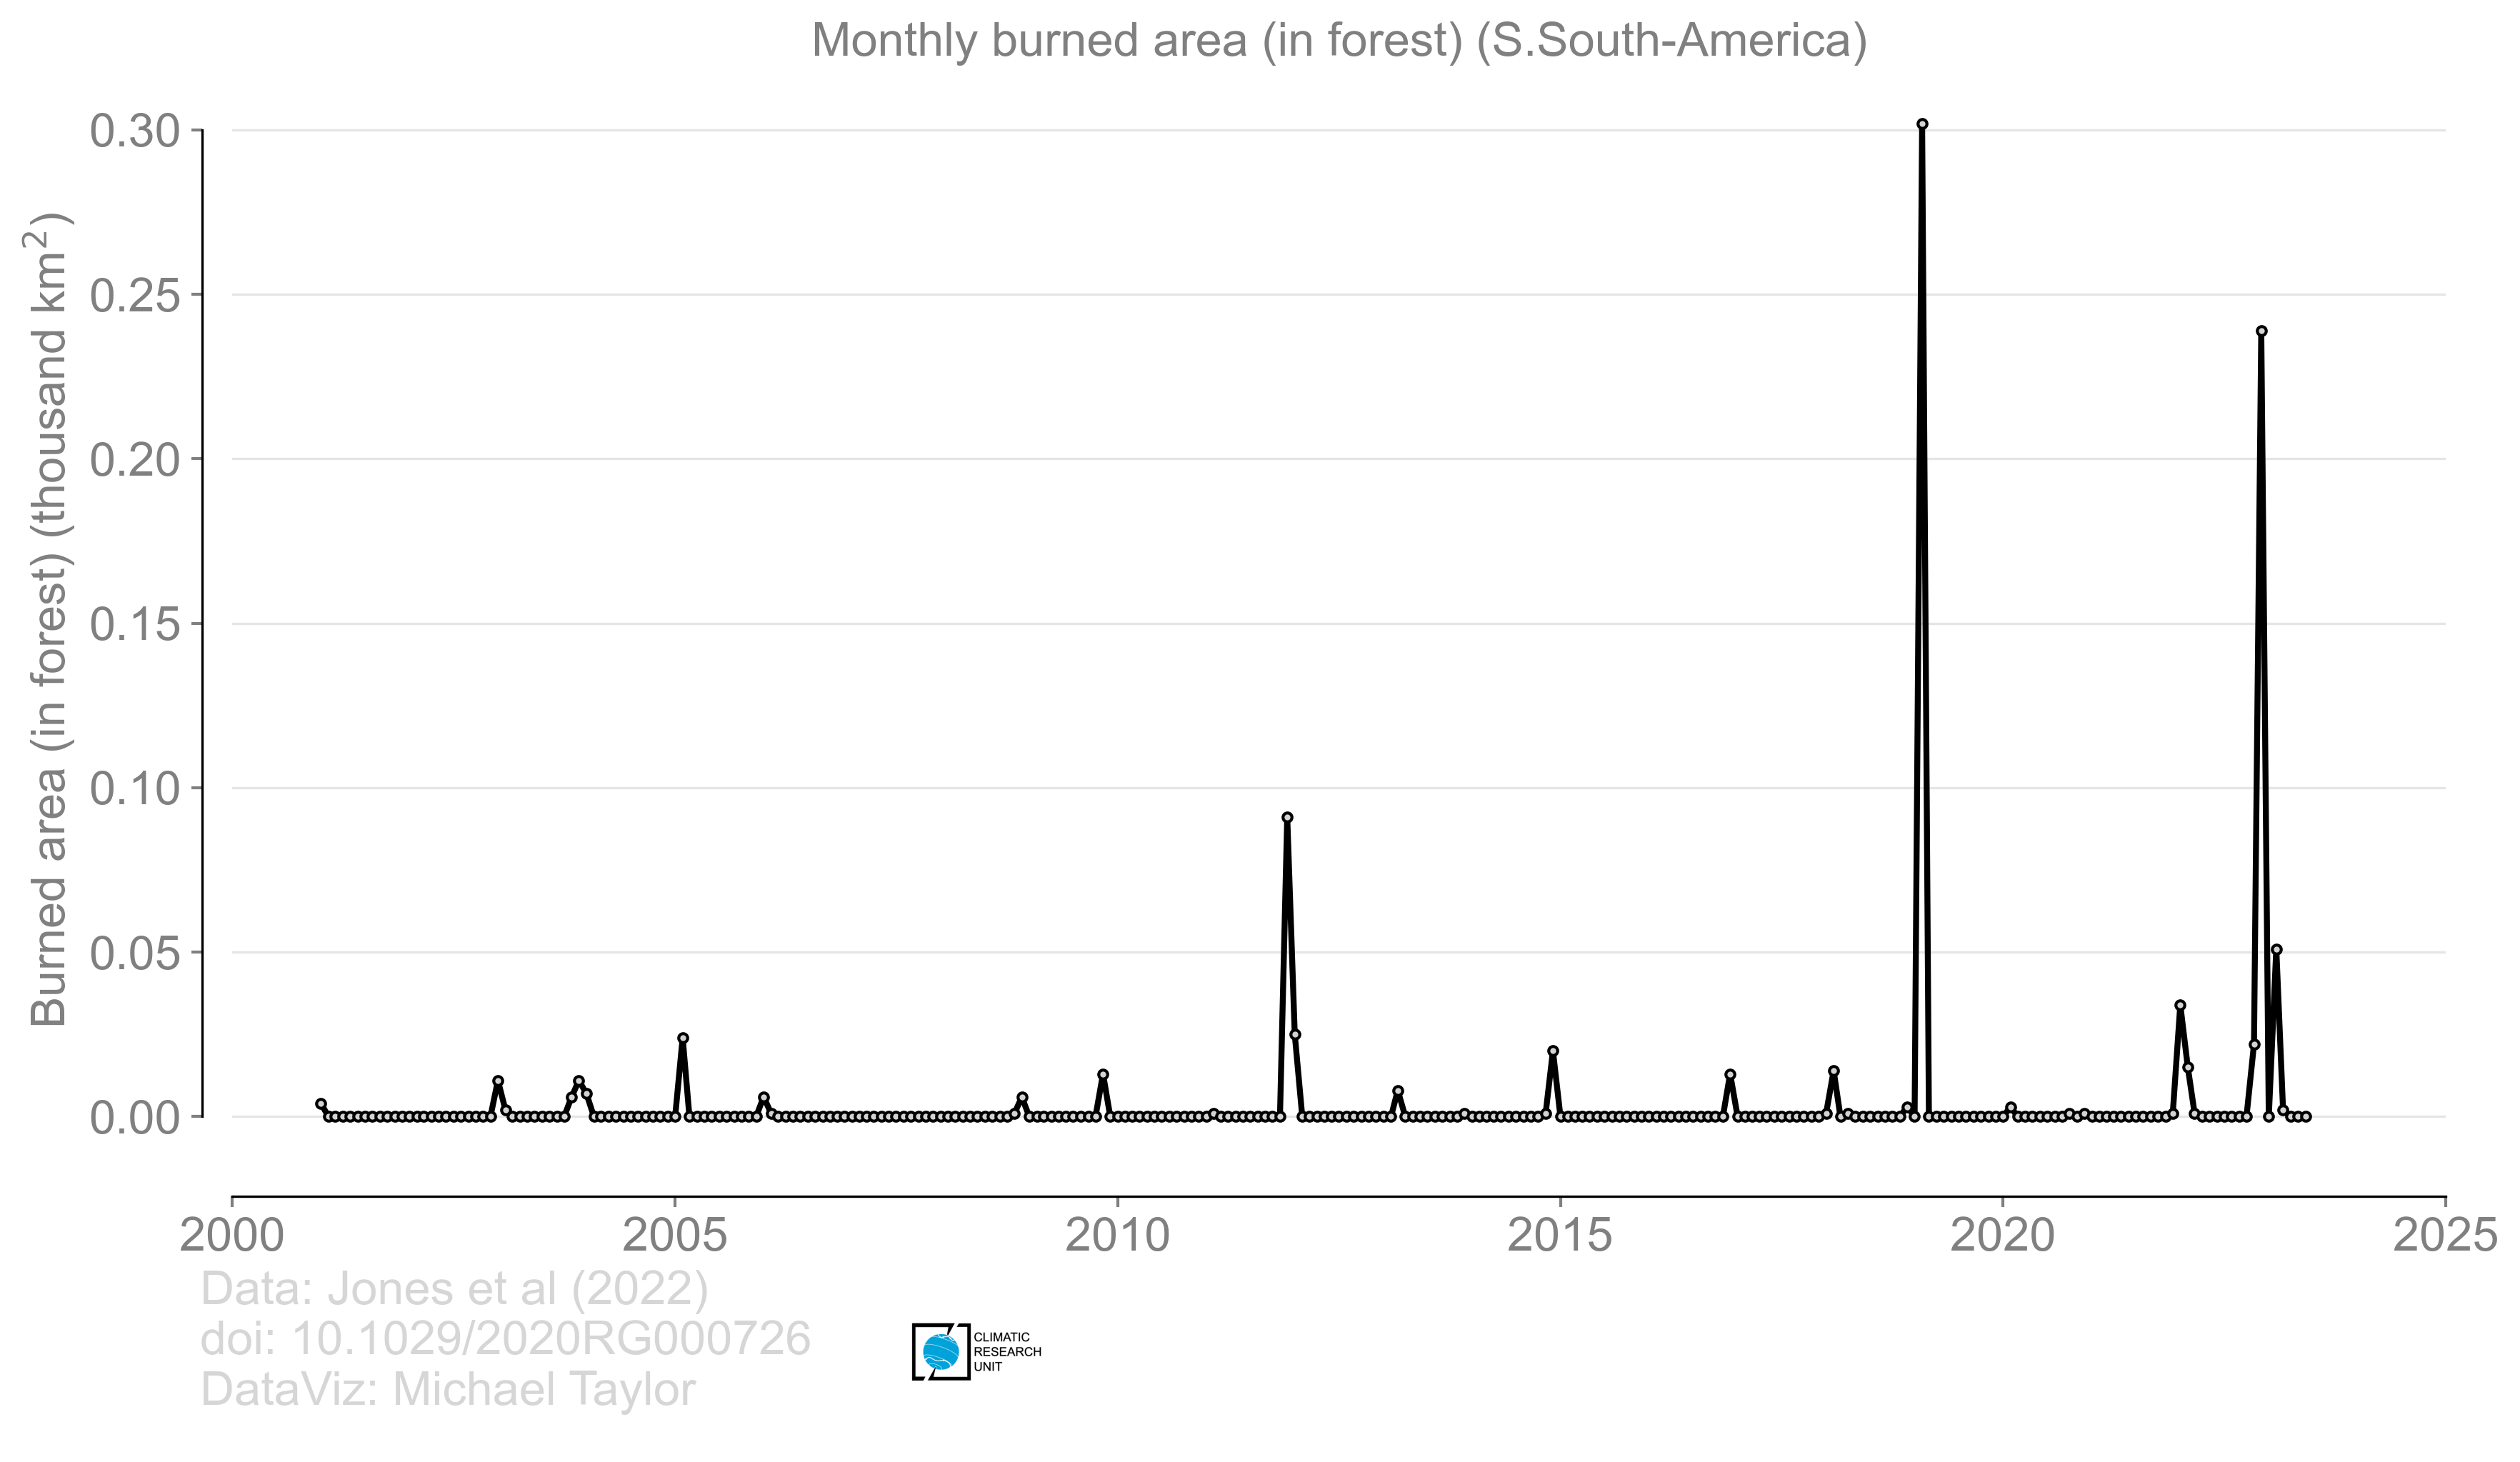 Monthly burned area (in forest) (S.South-America)
Burned area (in forest) (thousand km²)
0.30
0.25
0.20
0.15
0.10
0.05
0.00
2000 2005 2010 2015 2020 2025
Data: Jones et al (2022)
doi: 10.1029/2020RG000726
DataViz: Michael Taylor
CLIMATIC
RESEARCH
UNIT